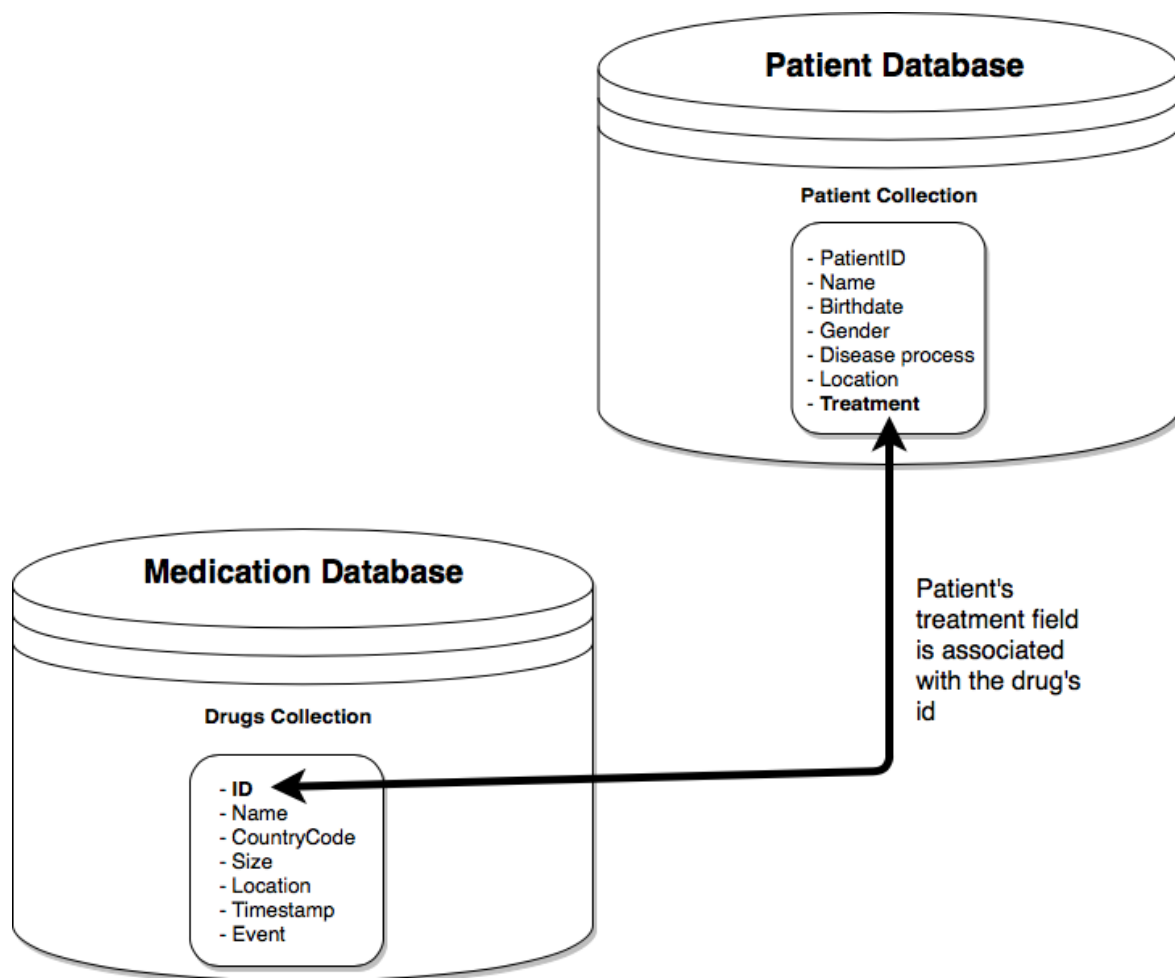 Patient Database
Patient Collection
- PatientID
- Name
- Birthdate
- Gender
- Disease process
- Location
- Treatment
Medication Database
Drugs Collection
- ID
- Name
- CountryCode
- Size
- Location
- Timestamp
- Event
Patient's
treatment field
is associated
with the drug's
id